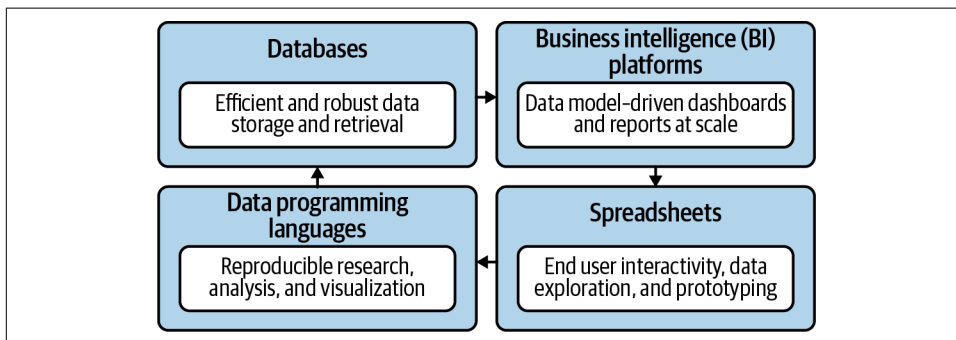 Databases
Efficient and robust data
storage and retrieval
Business intelligence (BI)
platforms
Data model–driven dashboards
and reports at scale
Data programming
languages
Reproducible research,
analysis, and visualization
Spreadsheets
End user interactivity, data
exploration, and prototyping